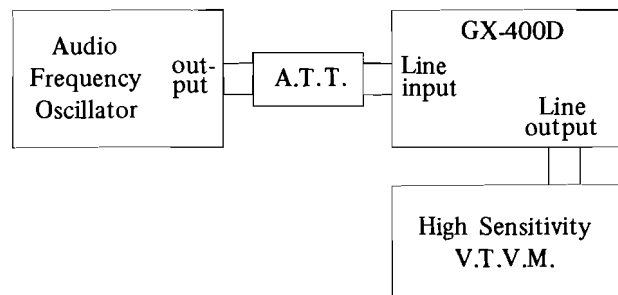 Audio
Frequency
Oscillator
out-
put
A.T.T.
GX-400D
Line
input
Line
output
High Sensitivity
V.T.V.M.